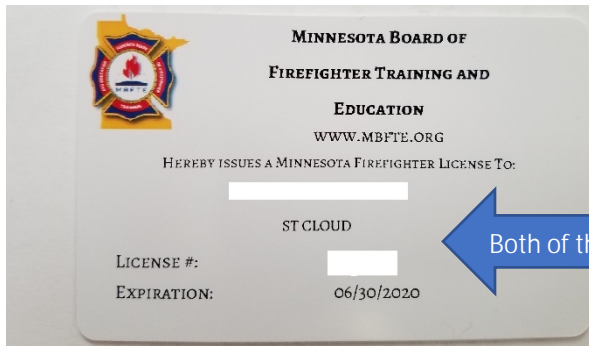 MINNESOTA BOARD OF
FIREFIGHTER TRAINING AND
EDUCATION
WWW.MBFTE.ORG
HEREBY ISSUES A MINNESOTA FIREFIGHTER LICENSE TO:
ST CLOUD
LICENSE #:
EXPIRATION: 06/30/2020
Both of
MBFTE